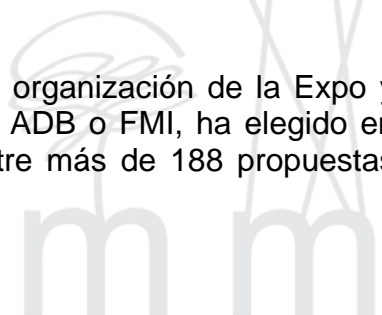 organización de la Expo y
ADB o FMI, ha elegido en
tre más de 188 propuestas
m m